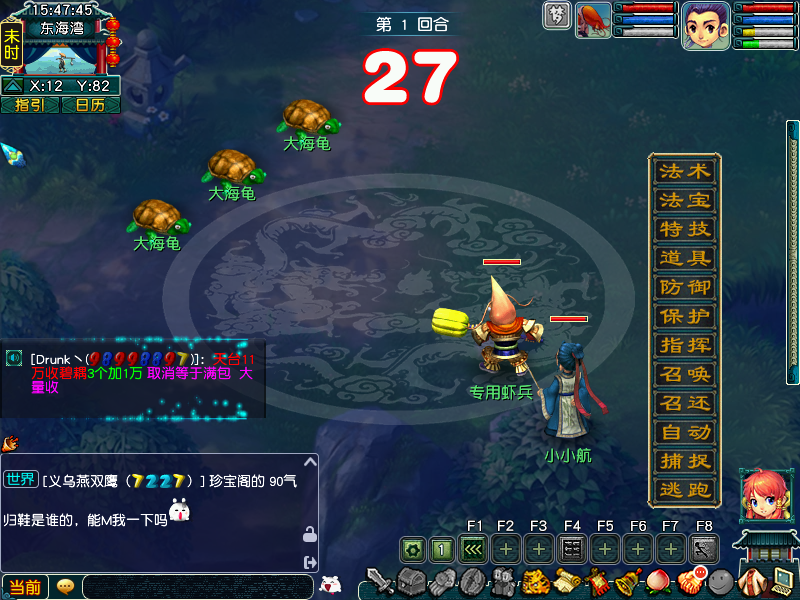 15:47:45
东海湾
未时
X:12 Y:82
指引 日历
第 1 回合
27
梦
大海龟
大海龟
大海龟
专用虾兵
小小航
法术
法宝
特技
道具
防御
保护
指挥
召唤
召还
自动
捕捉
逃跑
[Drunk丶(8998897)]: 天台11
万收碧藕3个加1万 取消等于满包 大
量收
世界 [义乌燕双鹰（7227）] 珍宝阁的 90气
归鞋是谁的，能M我一下吗
F1 F2 F3 F4 F5 F6 F7 F8
1
当前